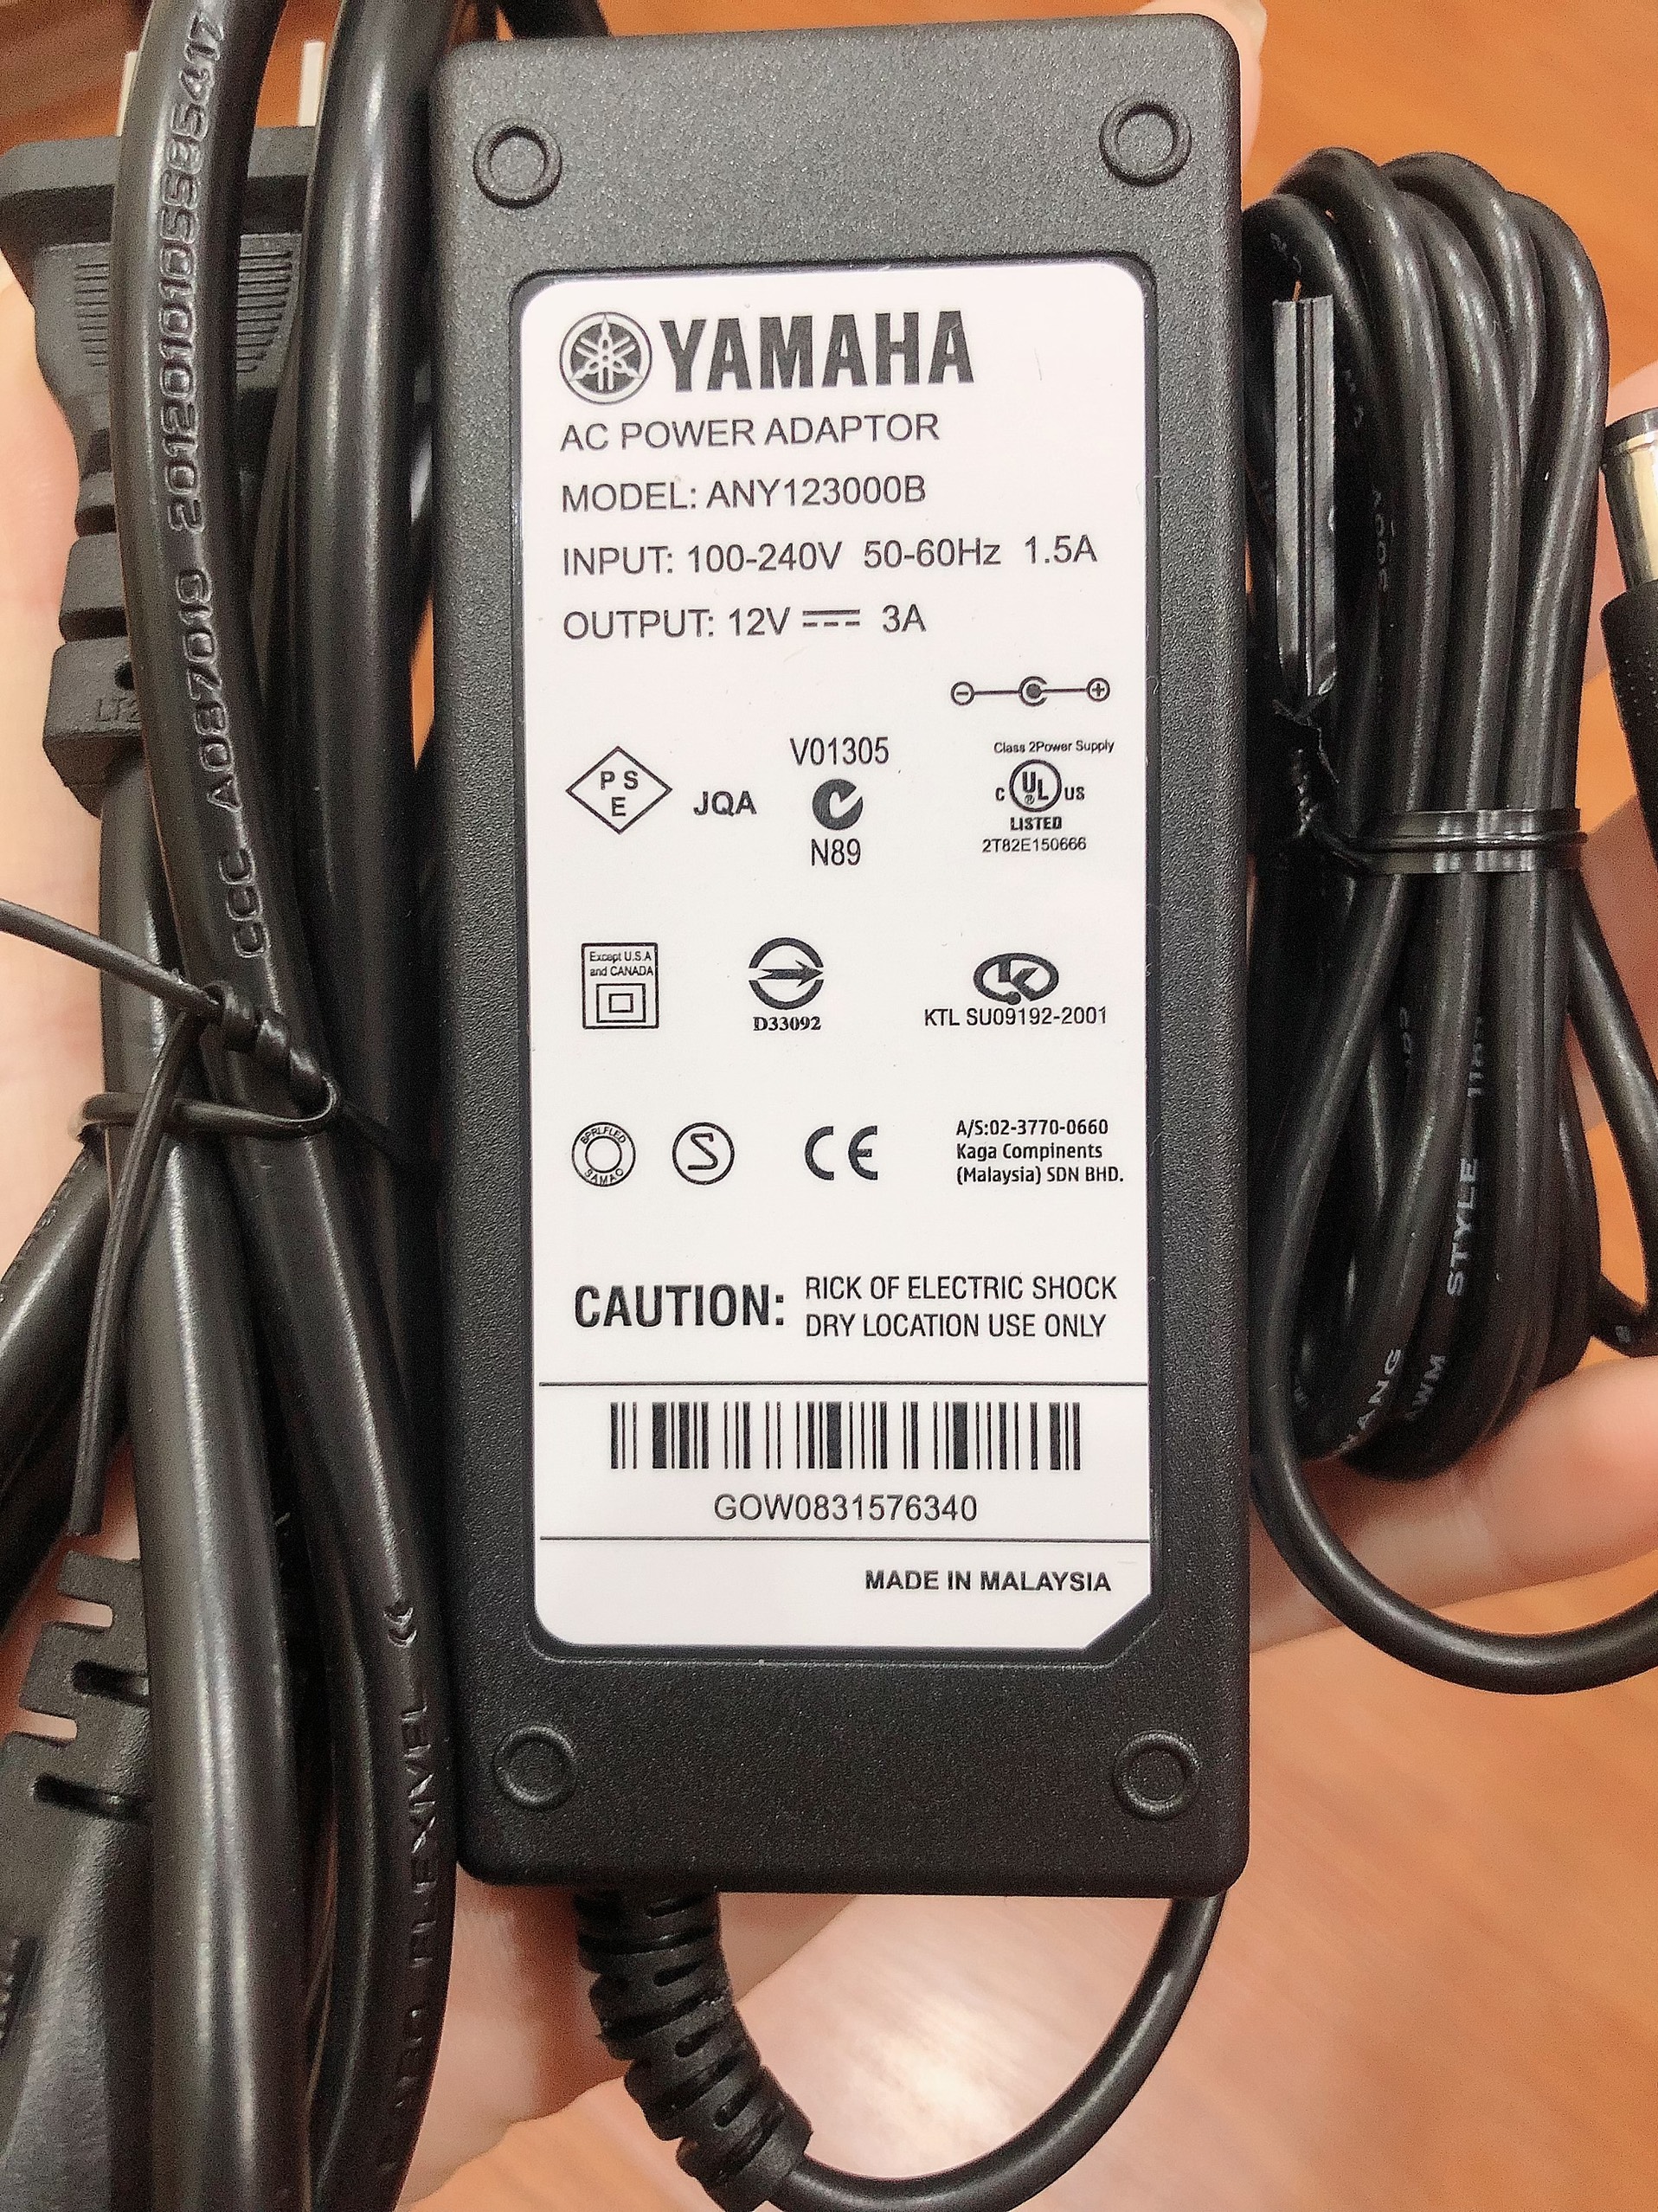 YAMAHA
AC POWER ADAPTOR
MODEL: ANY123000B
INPUT: 100-240V 50-60Hz 1.5A
OUTPUT: 12V 3A
Class 2Power Supply
P S
E
JQA
V01305
N89
C UL US
®
LISTED
2T82E150666
Except U.S.A
and CANADA
D33092
KTL SU09192-2001
S
CE
A/S:02-3770-0660
Kaga Compinents
(Malaysia) SDN BHD.
CAUTION: RICK OF ELECTRIC SHOCK
DRY LOCATION USE ONLY
GOW0831576340
MADE IN MALAYSIA
CCC A087019 2012010105585417
AWM STYLE